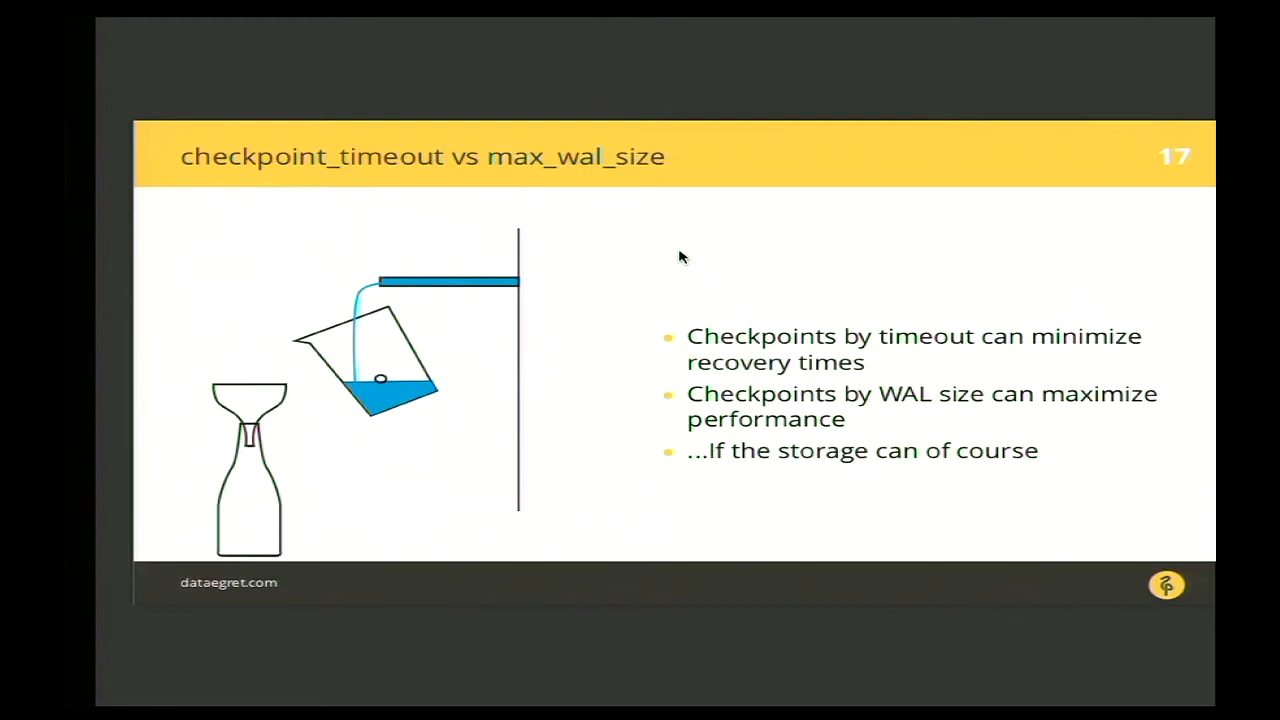 checkpoint_timeout vs max_wal_size
17
Checkpoints by timeout can minimize
recovery times
Checkpoints by WAL size can maximize
performance
...If the storage can of course
dataegret.com